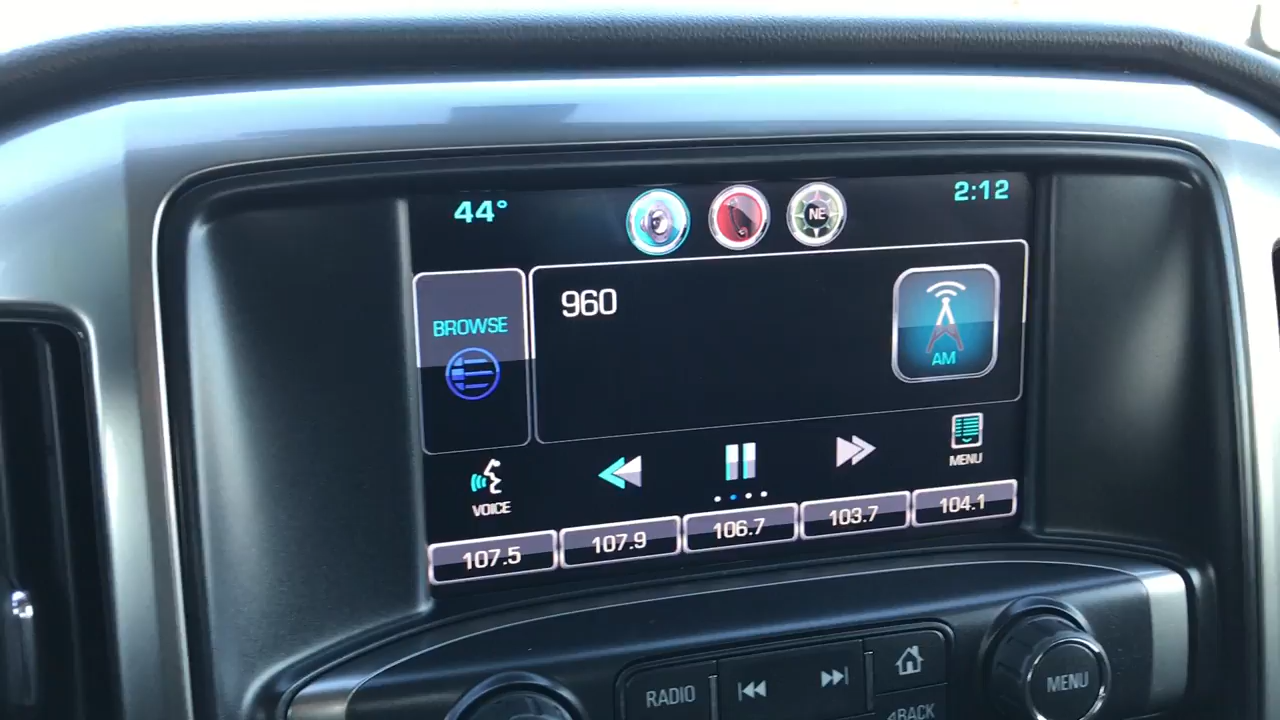 44°
NE
2:12
BROWSE
960
AM
VOICE
MENU
107.5
107.9
106.7
103.7
104.1
RADIO
BACK
MENU